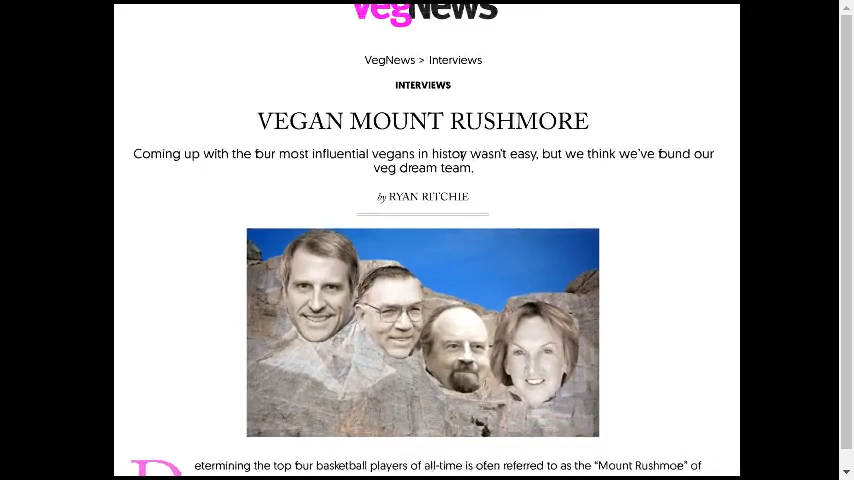 VegNews
VegNews > Interviews
INTERVIEWS
VEGAN MOUNT RUSHMORE
Coming up with the four most influential vegans in history wasn't easy, but we think we've found our
veg dream team.
by RYAN RITCHIE
Determining the top four basketball players of all-time is often referred to as the “Mount Rushmore” of